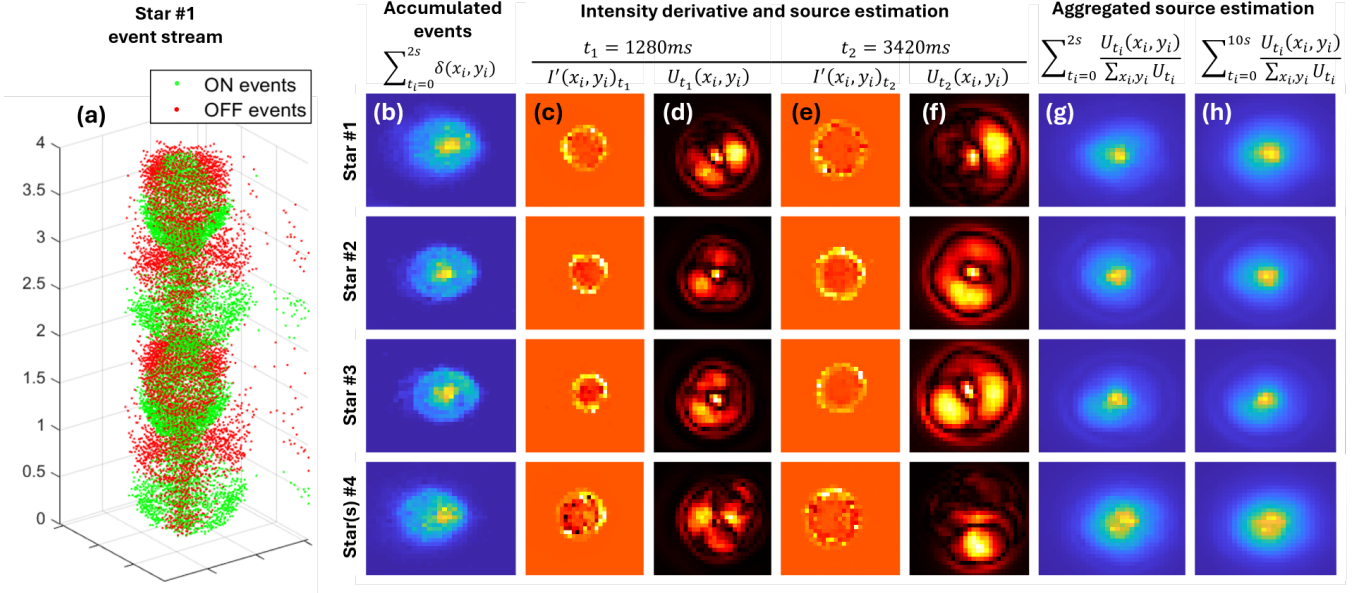 Star #1
event stream
ON events
OFF events
(a)
4
3.5
3
2.5
2
1.5
1
0.5
0
Accumulated
events
∑_{t_i=0}^{2s} δ(x_i, y_i)
Intensity derivative and source estimation
t_1 = 1280ms
t_2 = 3420ms
I′(x_i, y_i)_{t_1}
U_{t_1}(x_i, y_i)
I′(x_i, y_i)_{t_2}
U_{t_2}(x_i, y_i)
Aggregated source estimation
∑_{t_i=0}^{2s} U_{t_i}(x_i, y_i) / ∑_{x_i,y_i} U_{t_i}
∑_{t_i=0}^{10s} U_{t_i}(x_i, y_i) / ∑_{x_i,y_i} U_{t_i}
(b)
(c)
(d)
(e)
(f)
(g)
(h)
Star #1
Star #2
Star #3
Star(s) #4